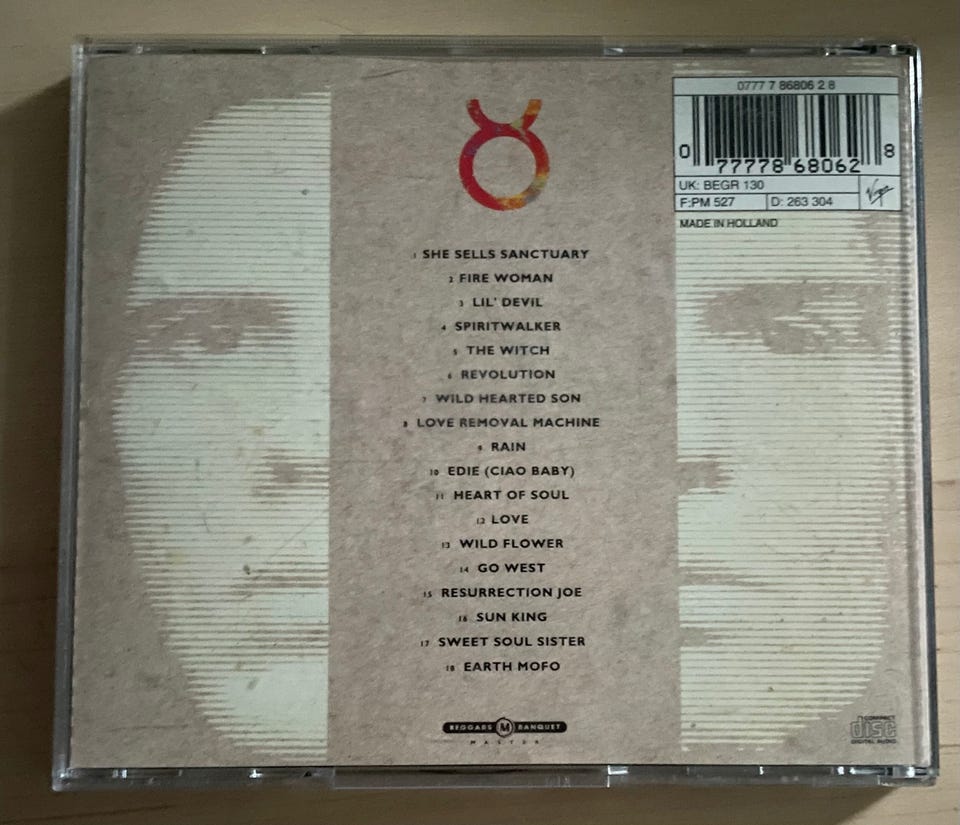 0777 7 86806 2 8
0 77778 68062 8
UK: BEGR 130
F:PM 527 D: 263 304
Virgin
MADE IN HOLLAND
1 SHE SELLS SANCTUARY
2 FIRE WOMAN
3 LIL' DEVIL
4 SPIRITWALKER
5 THE WITCH
6 REVOLUTION
7 WILD HEARTED SON
8 LOVE REMOVAL MACHINE
9 RAIN
10 EDIE (CIAO BABY)
11 HEART OF SOUL
12 LOVE
13 WILD FLOWER
14 GO WEST
15 RESURRECTION JOE
16 SUN KING
17 SWEET SOUL SISTER
18 EARTH MOFO
BEGGARS M BANQUET
MASTER
COMPACT
disc
DIGITAL AUDIO